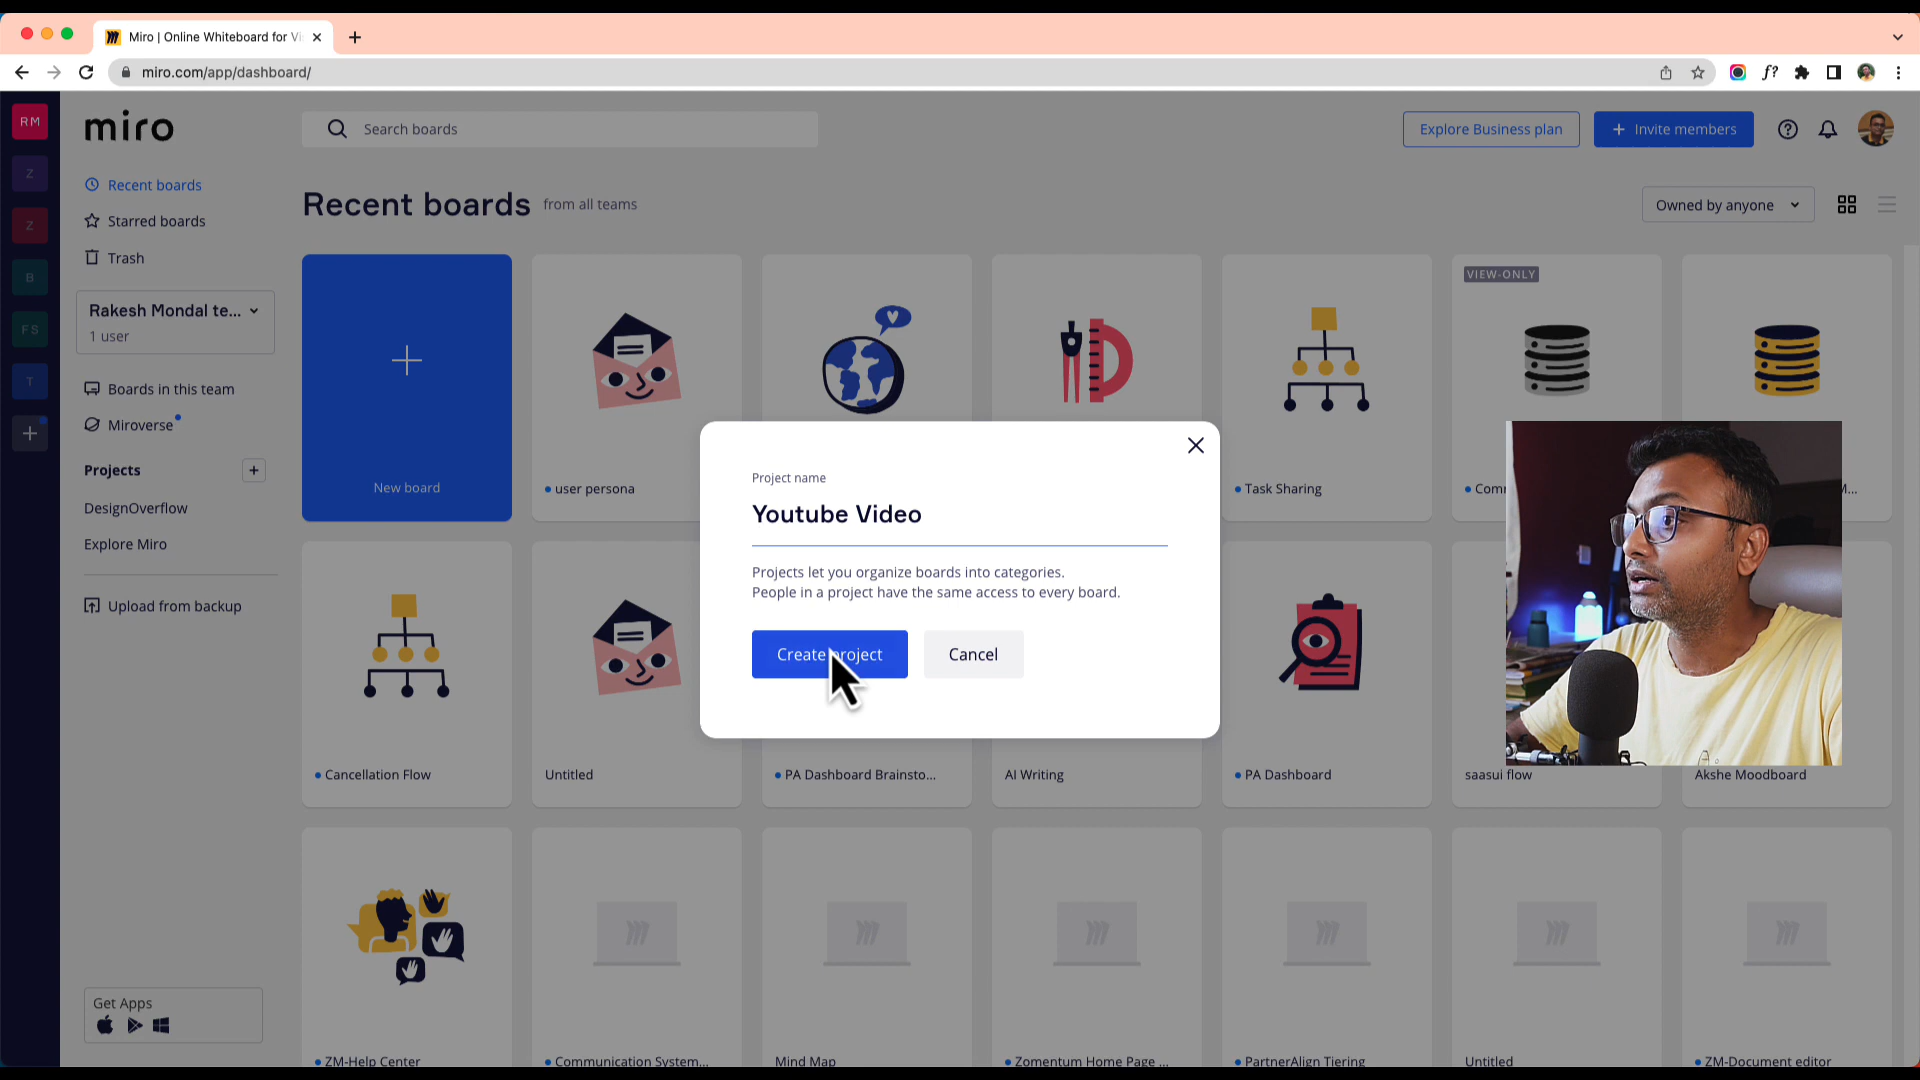 Miro | Online Whiteboard for Vi
miro.com/app/dashboard/
f?
RM
Z
Z
B
FS
T
miro
Search boards
Explore Business plan
Invite members
Recent boards
Starred boards
Trash
Rakesh Mondal te...
1 user
Boards in this team
Miroverse
Projects
DesignOverflow
Explore Miro
Upload from backup
Get Apps
Recent boards from all teams
Owned by anyone
VIEW-ONLY
New board
user persona
Task Sharing
Project name
Youtube Video
Projects let you organize boards into categories.
People in a project have the same access to every board.
Create project
Cancel
Cancellation Flow
Untitled
PA Dashboard Brainsto...
AI Writing
PA Dashboard
saasui flow
Akshe Moodboard
ZM-Help Center
Communication System...
Mind Map
Zomentum Home Page ...
PartnerAlign Tiering
Untitled
ZM-Document editor